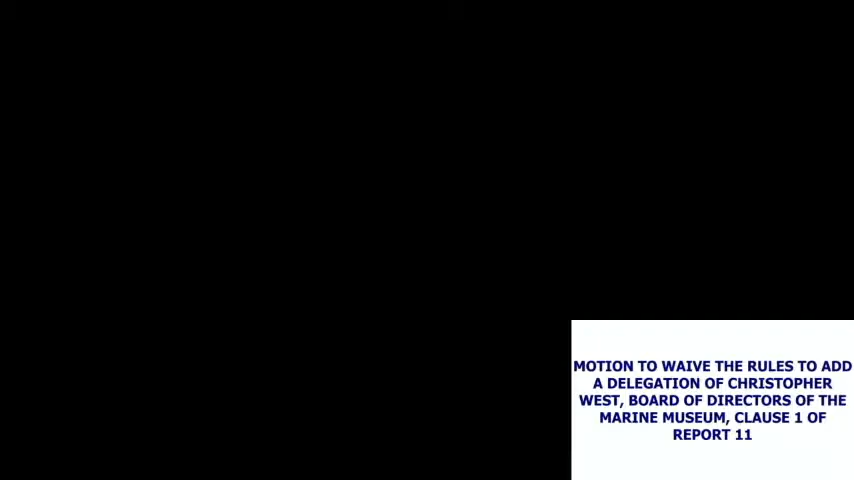 MOTION TO WAIVE THE RULES TO ADD
A DELEGATION OF CHRISTOPHER
WEST, BOARD OF DIRECTORS OF THE
MARINE MUSEUM, CLAUSE 1 OF
REPORT 11